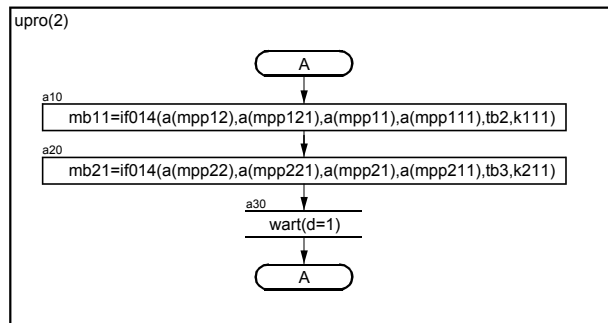 upro(2)
A
a10
mb11=if014(a(mpp12),a(mpp121),a(mpp11),a(mpp111),tb2,k111)
a20
mb21=if014(a(mpp22),a(mpp221),a(mpp21),a(mpp211),tb3,k211)
a30
wart(d=1)
A